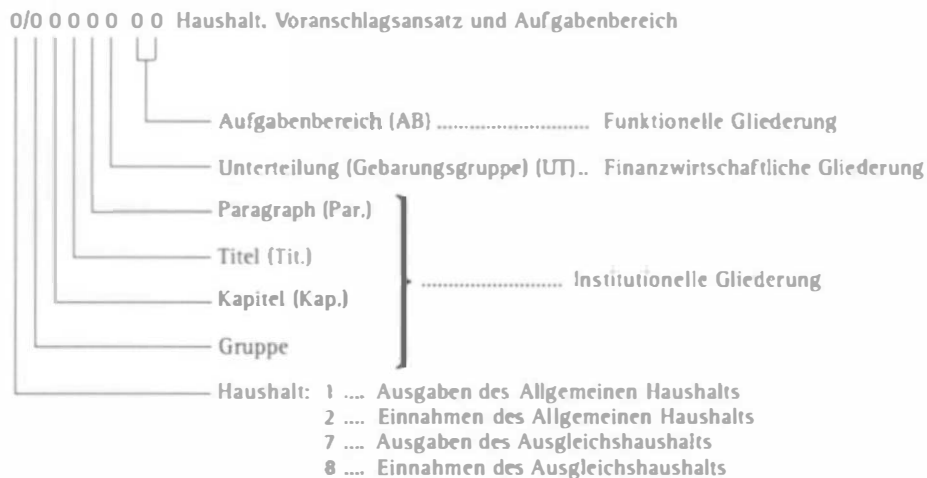 0/0 0 0 0 0 0 0 Haushalt. Voranschlagsansatz und Aufgabenbereich
Aufgabenbereich (AB) ............................ Funktionelle Gliederung
Unterteilung (Gebarungsgruppe) (UT).. Finanzwirtschaftliche Gliederung
Paragraph (Par.)
Titel (Tit.)
........................... Institutionelle Gliederung
Kapitel (Kap.)
Gruppe
Haushalt: 1 .... Ausgaben des Allgemeinen Haushalts
2 .... Einnahmen des Allgemeinen Haushalts
7 .... Ausgaben des Ausgleichshaushalts
8 .... Einnahmen des Ausgleichshaushalts